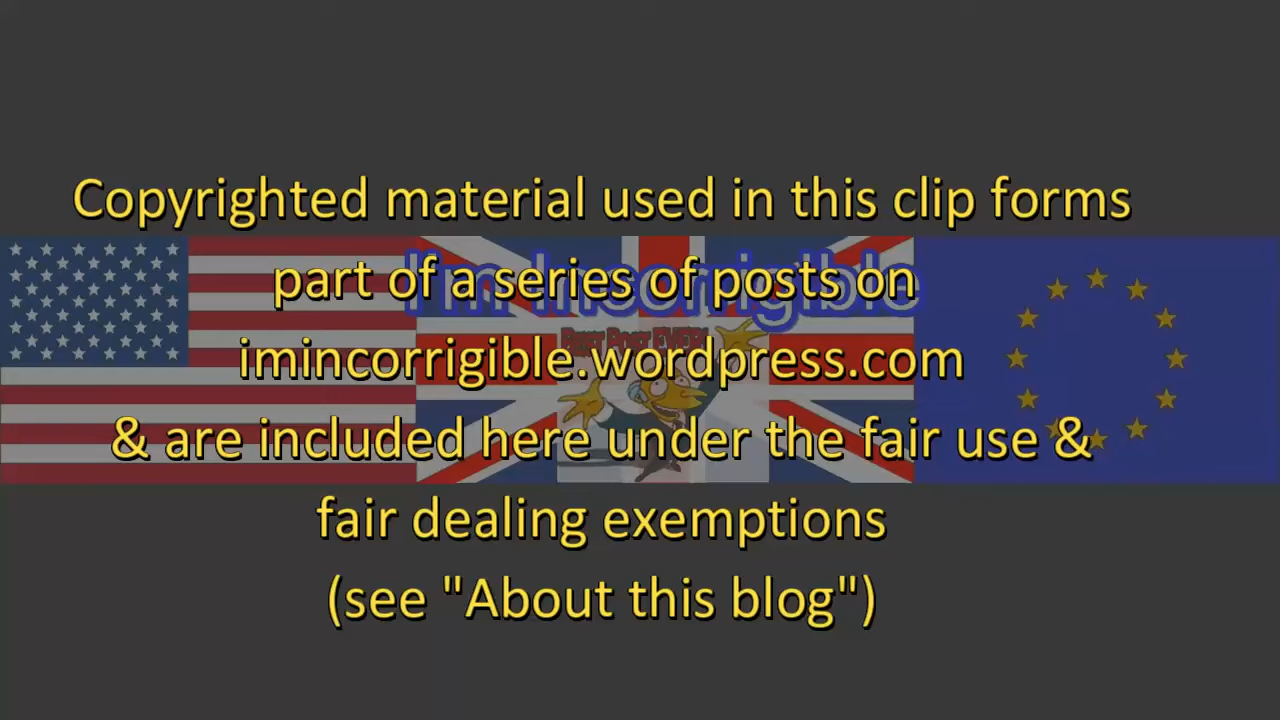 Copyrighted material used in this clip forms
part of a series of posts on
imincorrigible.wordpress.com
& are included here under the fair use &
fair dealing exemptions
(see "About this blog")
I'm Incorrigible